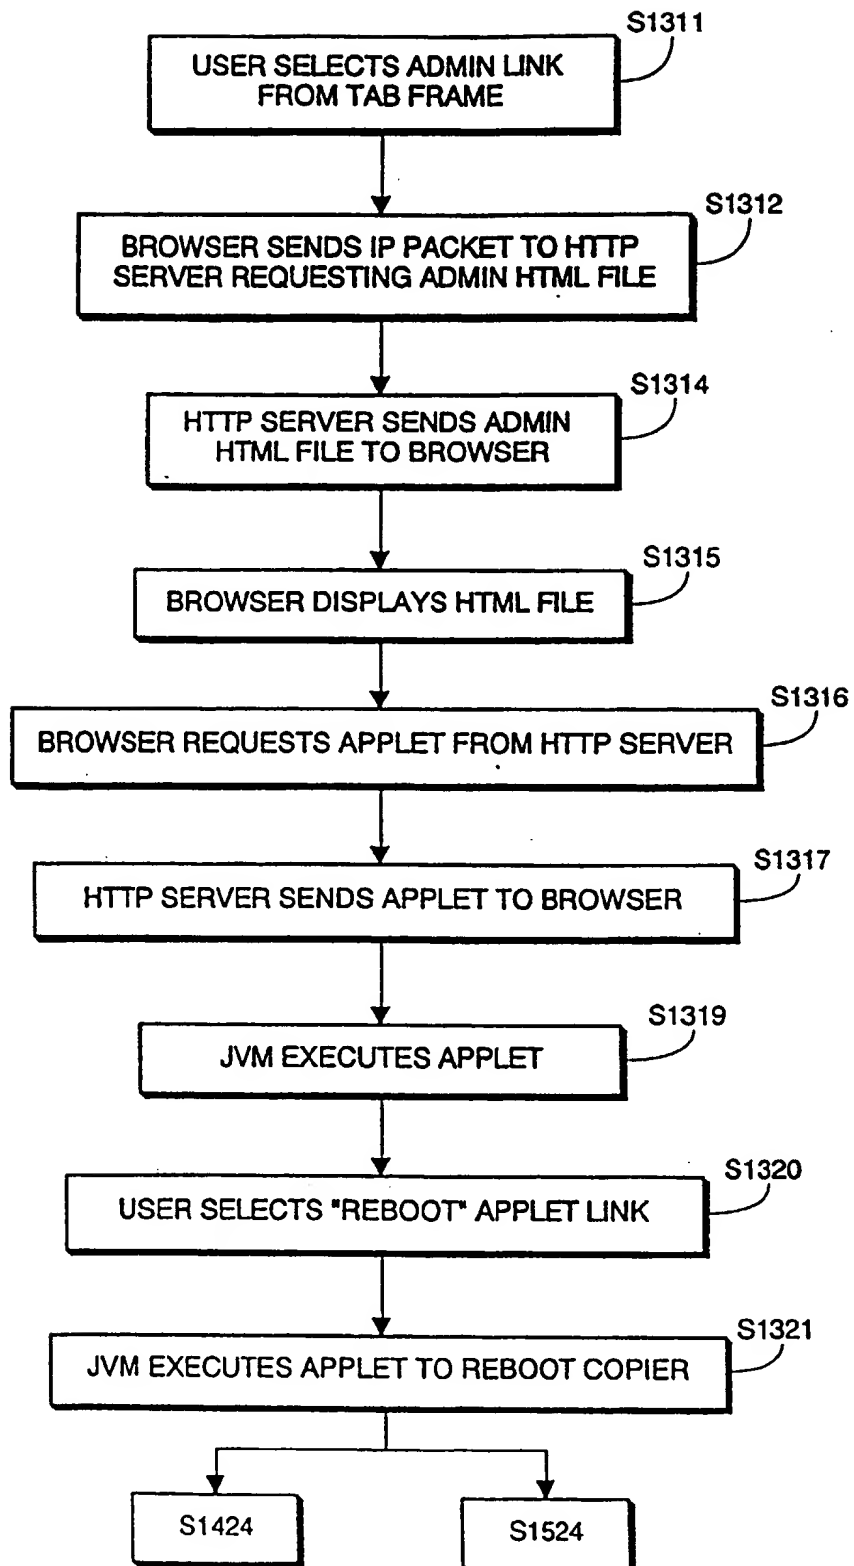 S1311
USER SELECTS ADMIN LINK
FROM TAB FRAME
S1312
BROWSER SENDS IP PACKET TO HTTP
SERVER REQUESTING ADMIN HTML FILE
S1314
HTTP SERVER SENDS ADMIN
HTML FILE TO BROWSER
S1315
BROWSER DISPLAYS HTML FILE
S1316
BROWSER REQUESTS APPLET FROM HTTP SERVER
S1317
HTTP SERVER SENDS APPLET TO BROWSER
S1319
JVM EXECUTES APPLET
S1320
USER SELECTS "REBOOT" APPLET LINK
S1321
JVM EXECUTES APPLET TO REBOOT COPIER
S1424
S1524